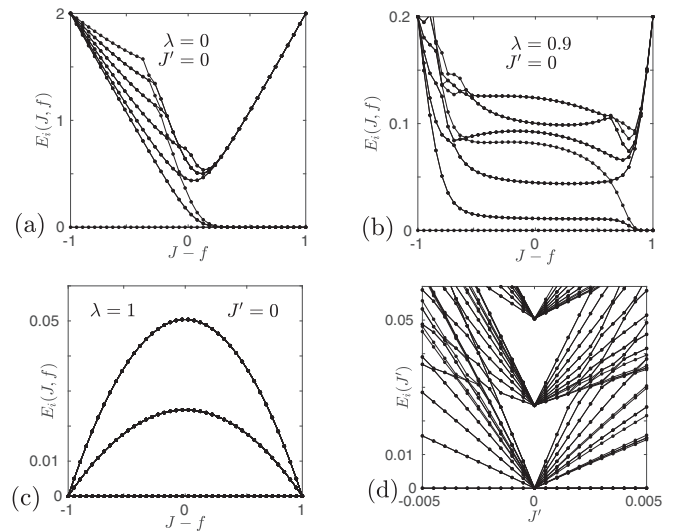 2
λ = 0
J′ = 0
1
E_i(J, f)
0
-1
0
1
J − f
(a)
0.2
λ = 0.9
J′ = 0
0.1
E_i(J, f)
0
-1
0
1
J − f
(b)
λ = 1
J′ = 0
0.05
E_i(J, f)
0.01
0
-1
0
1
J − f
(c)
0.05
E_i(J′)
0.01
0
-0.005
0
0.005
J′
(d)